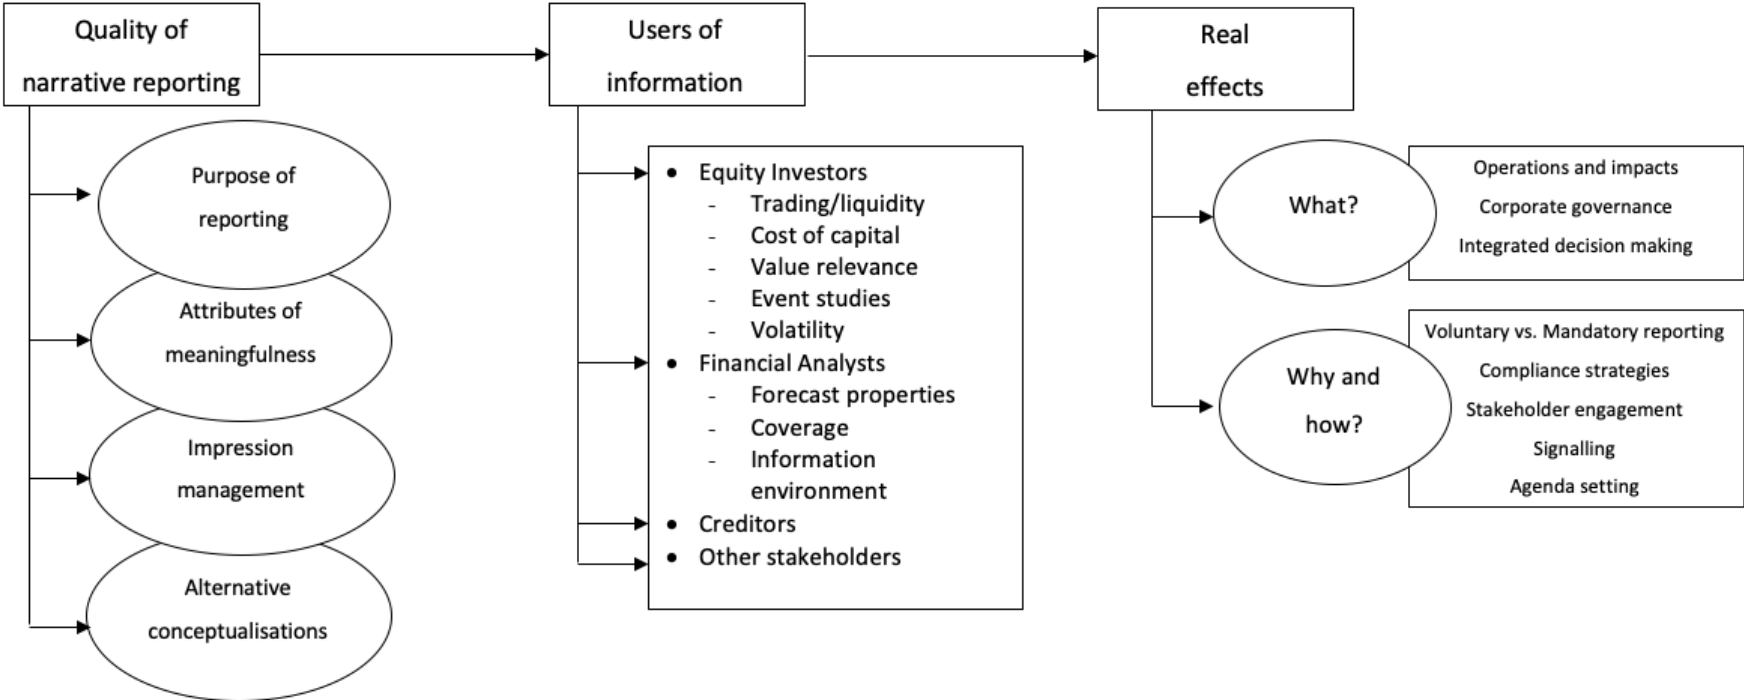 Quality of
narrative reporting
Purpose of
reporting
Attributes of
meaningfulness
Impression
management
Alternative
conceptualisations
Users of
information
• Equity Investors
- Trading/liquidity
- Cost of capital
- Value relevance
- Event studies
- Volatility
• Financial Analysts
- Forecast properties
- Coverage
- Information
environment
• Creditors
• Other stakeholders
Real
effects
What?
Operations and impacts
Corporate governance
Integrated decision making
Why and
how?
Voluntary vs. Mandatory reporting
Compliance strategies
Stakeholder engagement
Signalling
Agenda setting